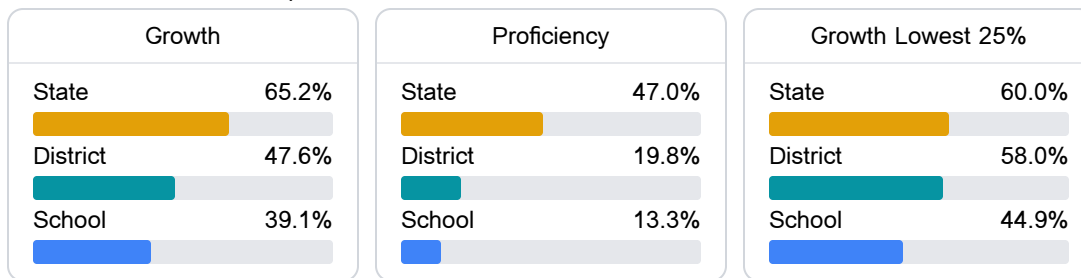 Growth
State 65.2%
District 47.6%
School 39.1%
Proficiency
State 47.0%
District 19.8%
School 13.3%
Growth Lowest 25%
State 60.0%
District 58.0%
School 44.9%